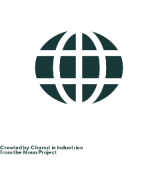 Created by Chanut is Industries
from the Noun Project